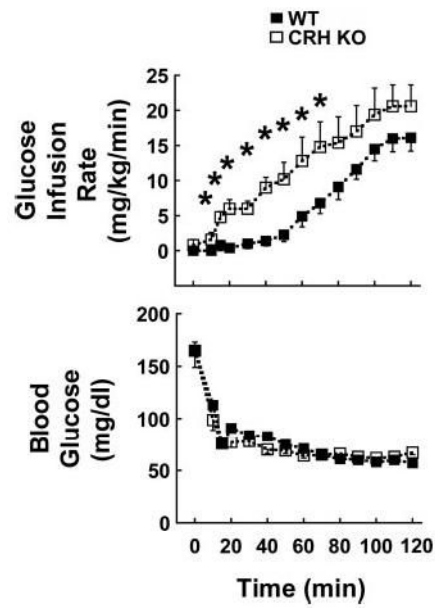 WT
CRH KO
Glucose
Infusion
Rate
(mg/kg/min)
25
20
15
10
5
0
* * * * * * * *
Blood
Glucose
(mg/dl)
200
150
100
50
0
0 20 40 60 80 100 120
Time (min)